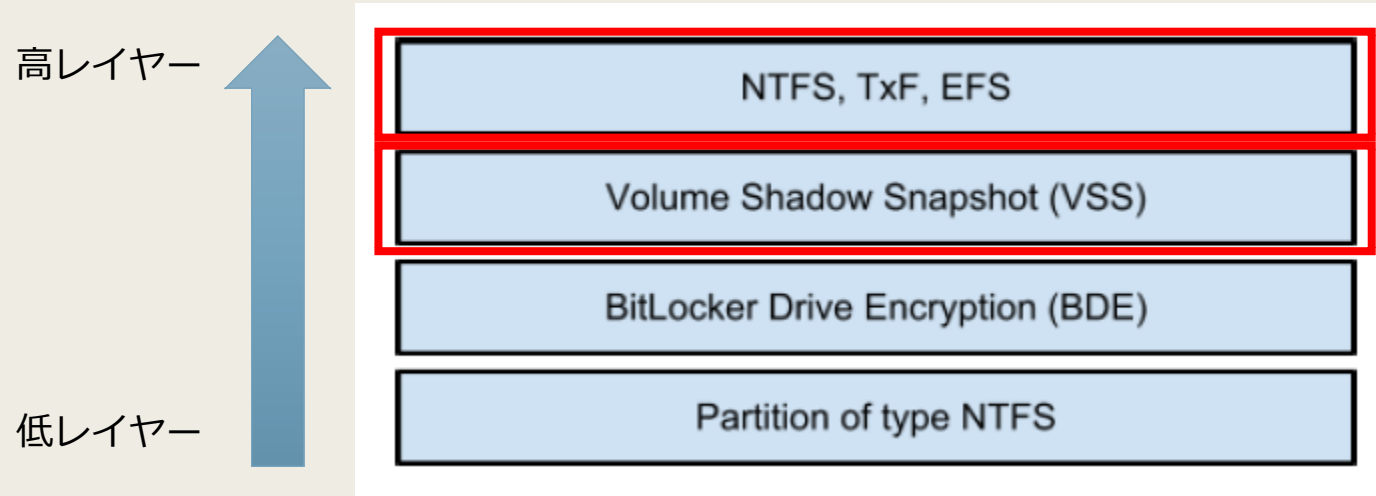 高レイヤー
NTFS, TxF, EFS
Volume Shadow Snapshot (VSS)
BitLocker Drive Encryption (BDE)
低レイヤー
Partition of type NTFS